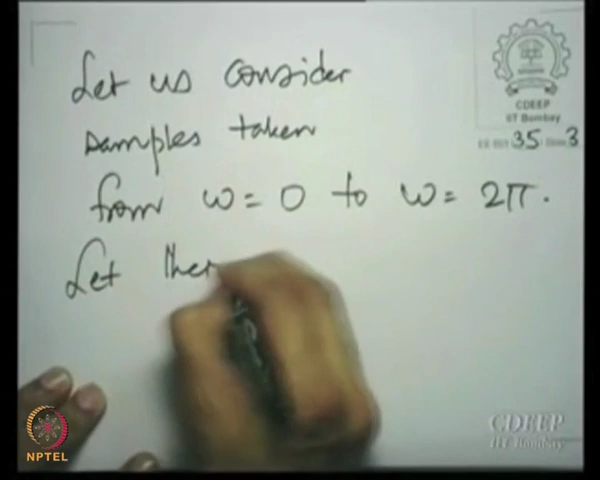 Let us consider
samples taken
from ω = 0 to ω = 2π.
Let ther
CDEEP
IIT Bombay
35 3
NPTEL
CDEEP
IIT Bombay